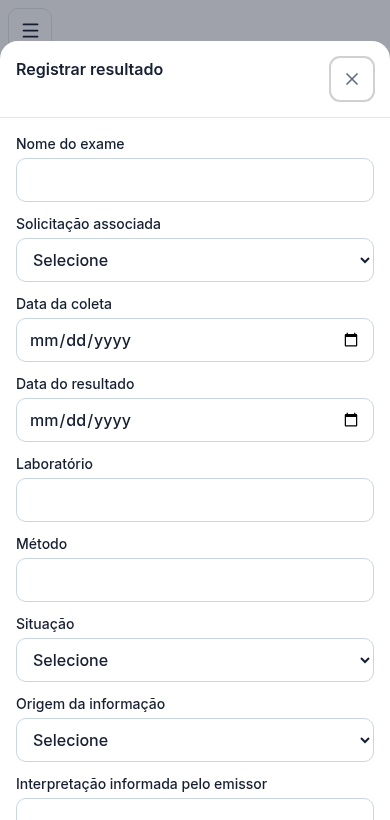 Registrar resultado
Nome do exame
Solicitação associada
Selecione
Data da coleta
mm/dd/yyyy
Data do resultado
mm/dd/yyyy
Laboratório
Método
Situação
Selecione
Origem da informação
Selecione
Interpretação informada pelo emissor